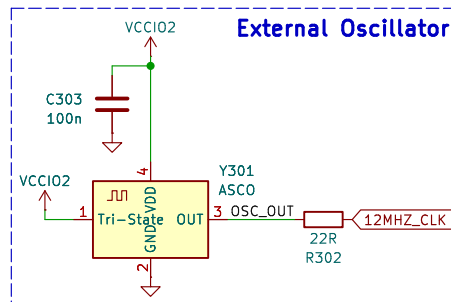 External Oscillator
VCCIO2
C303
100n
VCCIO2
4
Y301
ASCO
1
Tri-State
VDD
GND
OUT
3
OSC_OUT
12MHZ_CLK
22R
R302
2